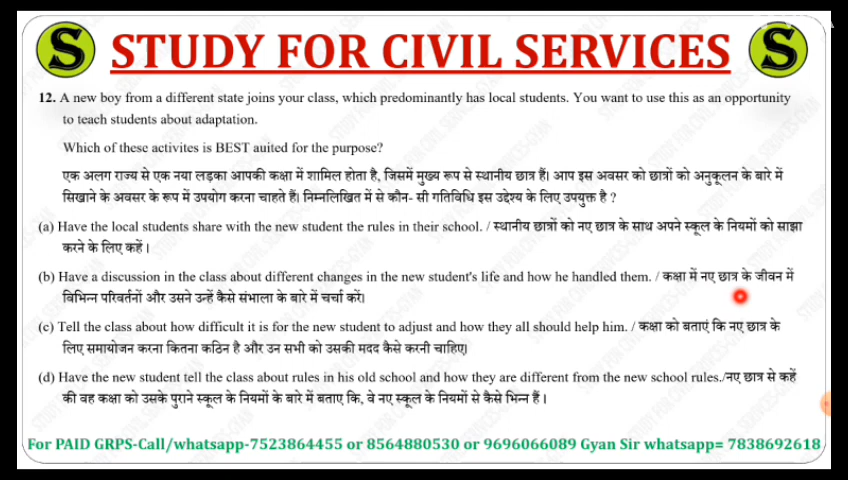 S STUDY FOR CIVIL SERVICES S
12. A new boy from a different state joins your class, which predominantly has local students. You want to use this as an opportunity
to teach students about adaptation.
Which of these activites is BEST auited for the purpose?
एक अलग राज्य से एक नया लड़का आपकी कक्षा में शामिल होता है, जिसमें मुख्य रूप से स्थानीय छात्र हैं। आप इस अवसर को छात्रों को अनुकूलन के बारे में
सिखाने के अवसर के रूप में उपयोग करना चाहते हैं। निम्नलिखित में से कौन- सी गतिविधि इस उद्देश्य के लिए उपयुक्त है ?
(a) Have the local students share with the new student the rules in their school. / स्थानीय छात्रों को नए छात्र के साथ अपने स्कूल के नियमों को साझा
करने के लिए कहें ।
(b) Have a discussion in the class about different changes in the new student's life and how he handled them. / कक्षा में नए छात्र के जीवन में
विभिन्न परिवर्तनों और उसने उन्हें कैसे संभाला के बारे में चर्चा करें।
(c) Tell the class about how difficult it is for the new student to adjust and how they all should help him. / कक्षा को बताएं कि नए छात्र के
लिए समायोजन करना कितना कठिन है और उन सभी को उसकी मदद कैसे करनी चाहिए।
(d) Have the new student tell the class about rules in his old school and how they are different from the new school rules./नए छात्र से कहें
की वह कक्षा को उसके पुराने स्कूल के नियमों के बारे में बताए कि, वे नए स्कूल के नियमों से कैसे भिन्न हैं ।
For PAID GRPS-Call/whatsapp-7523864455 or 8564880530 or 9696066089 Gyan Sir whatsapp= 7838692618